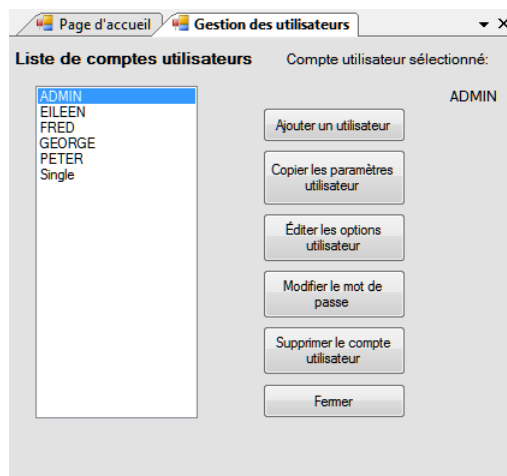 Page d'accueil
Gestion des utilisateurs
Liste de comptes utilisateurs
Compte utilisateur sélectionné:
ADMIN
ADMIN
EILEEN
FRED
GEORGE
PETER
Single
Ajouter un utilisateur
Copier les paramètres
utilisateur
Éditer les options
utilisateur
Modifier le mot de
passe
Supprimer le compte
utilisateur
Fermer